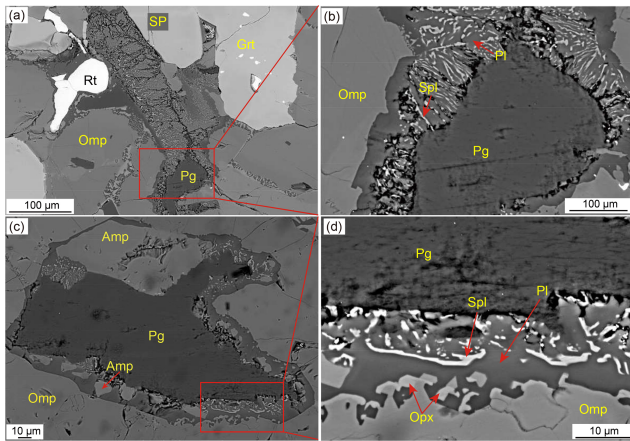 (a)
SP
Grt
Rt
Omp
Pg
100 µm
(b)
Pl
Spl
Omp
Pg
100 µm
(c)
Amp
Pg
Amp
Omp
10 µm
(d)
Pg
Spl
Pl
Opx
Omp
10 µm